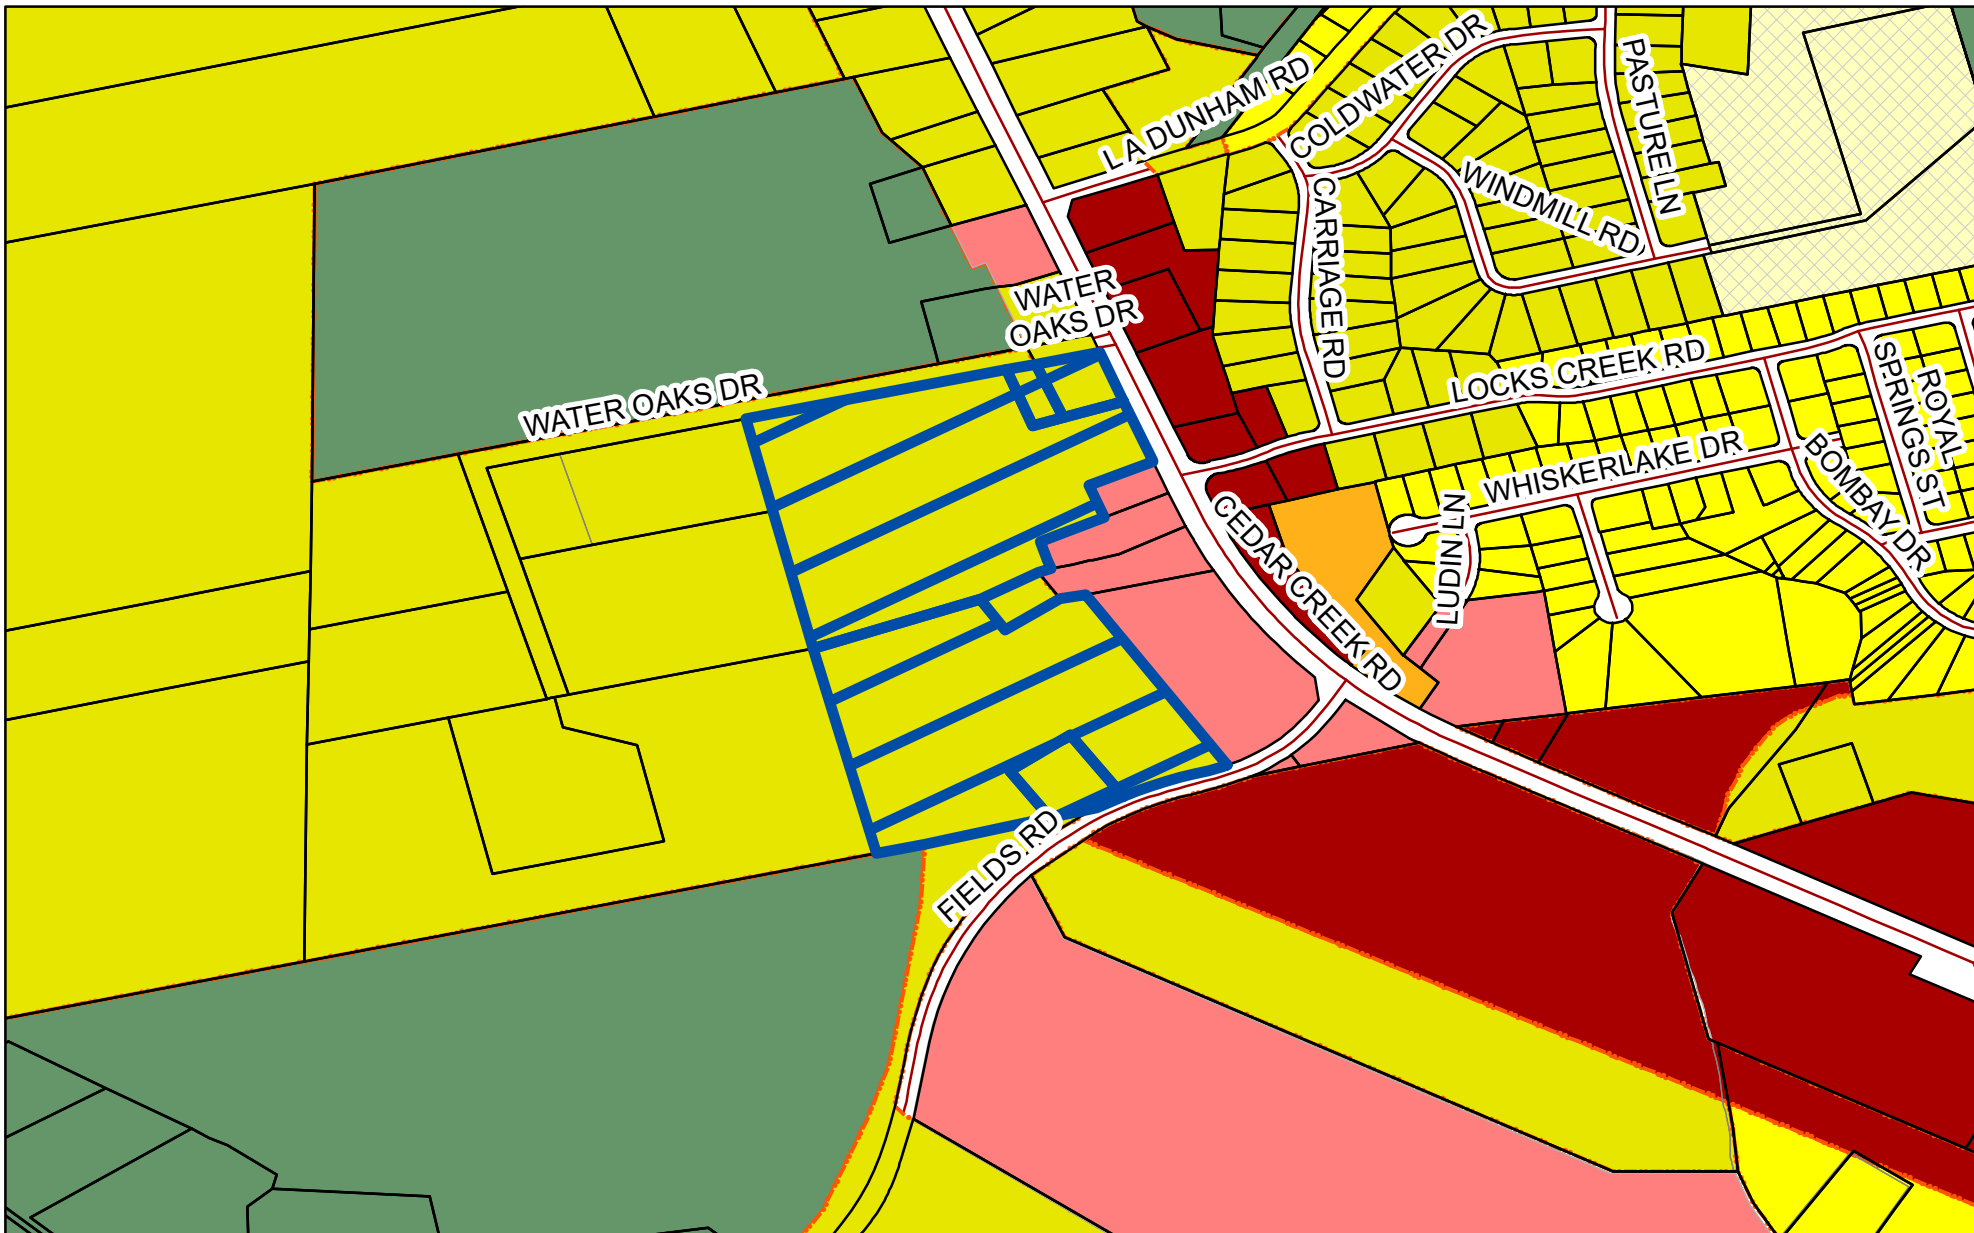 LA DUNHAM RD
COLDWATER DR
PASTURE LN
WINDMILL RD
CARRIAGE RD
WATER
OAKS DR
WATER OAKS DR
LOCKS CREEK RD
ROYAL
SPRINGS ST
WHISKERLAKE DR
BOMBAY DR
LUDIN LN
CEDAR CREEK RD
FIELDS RD